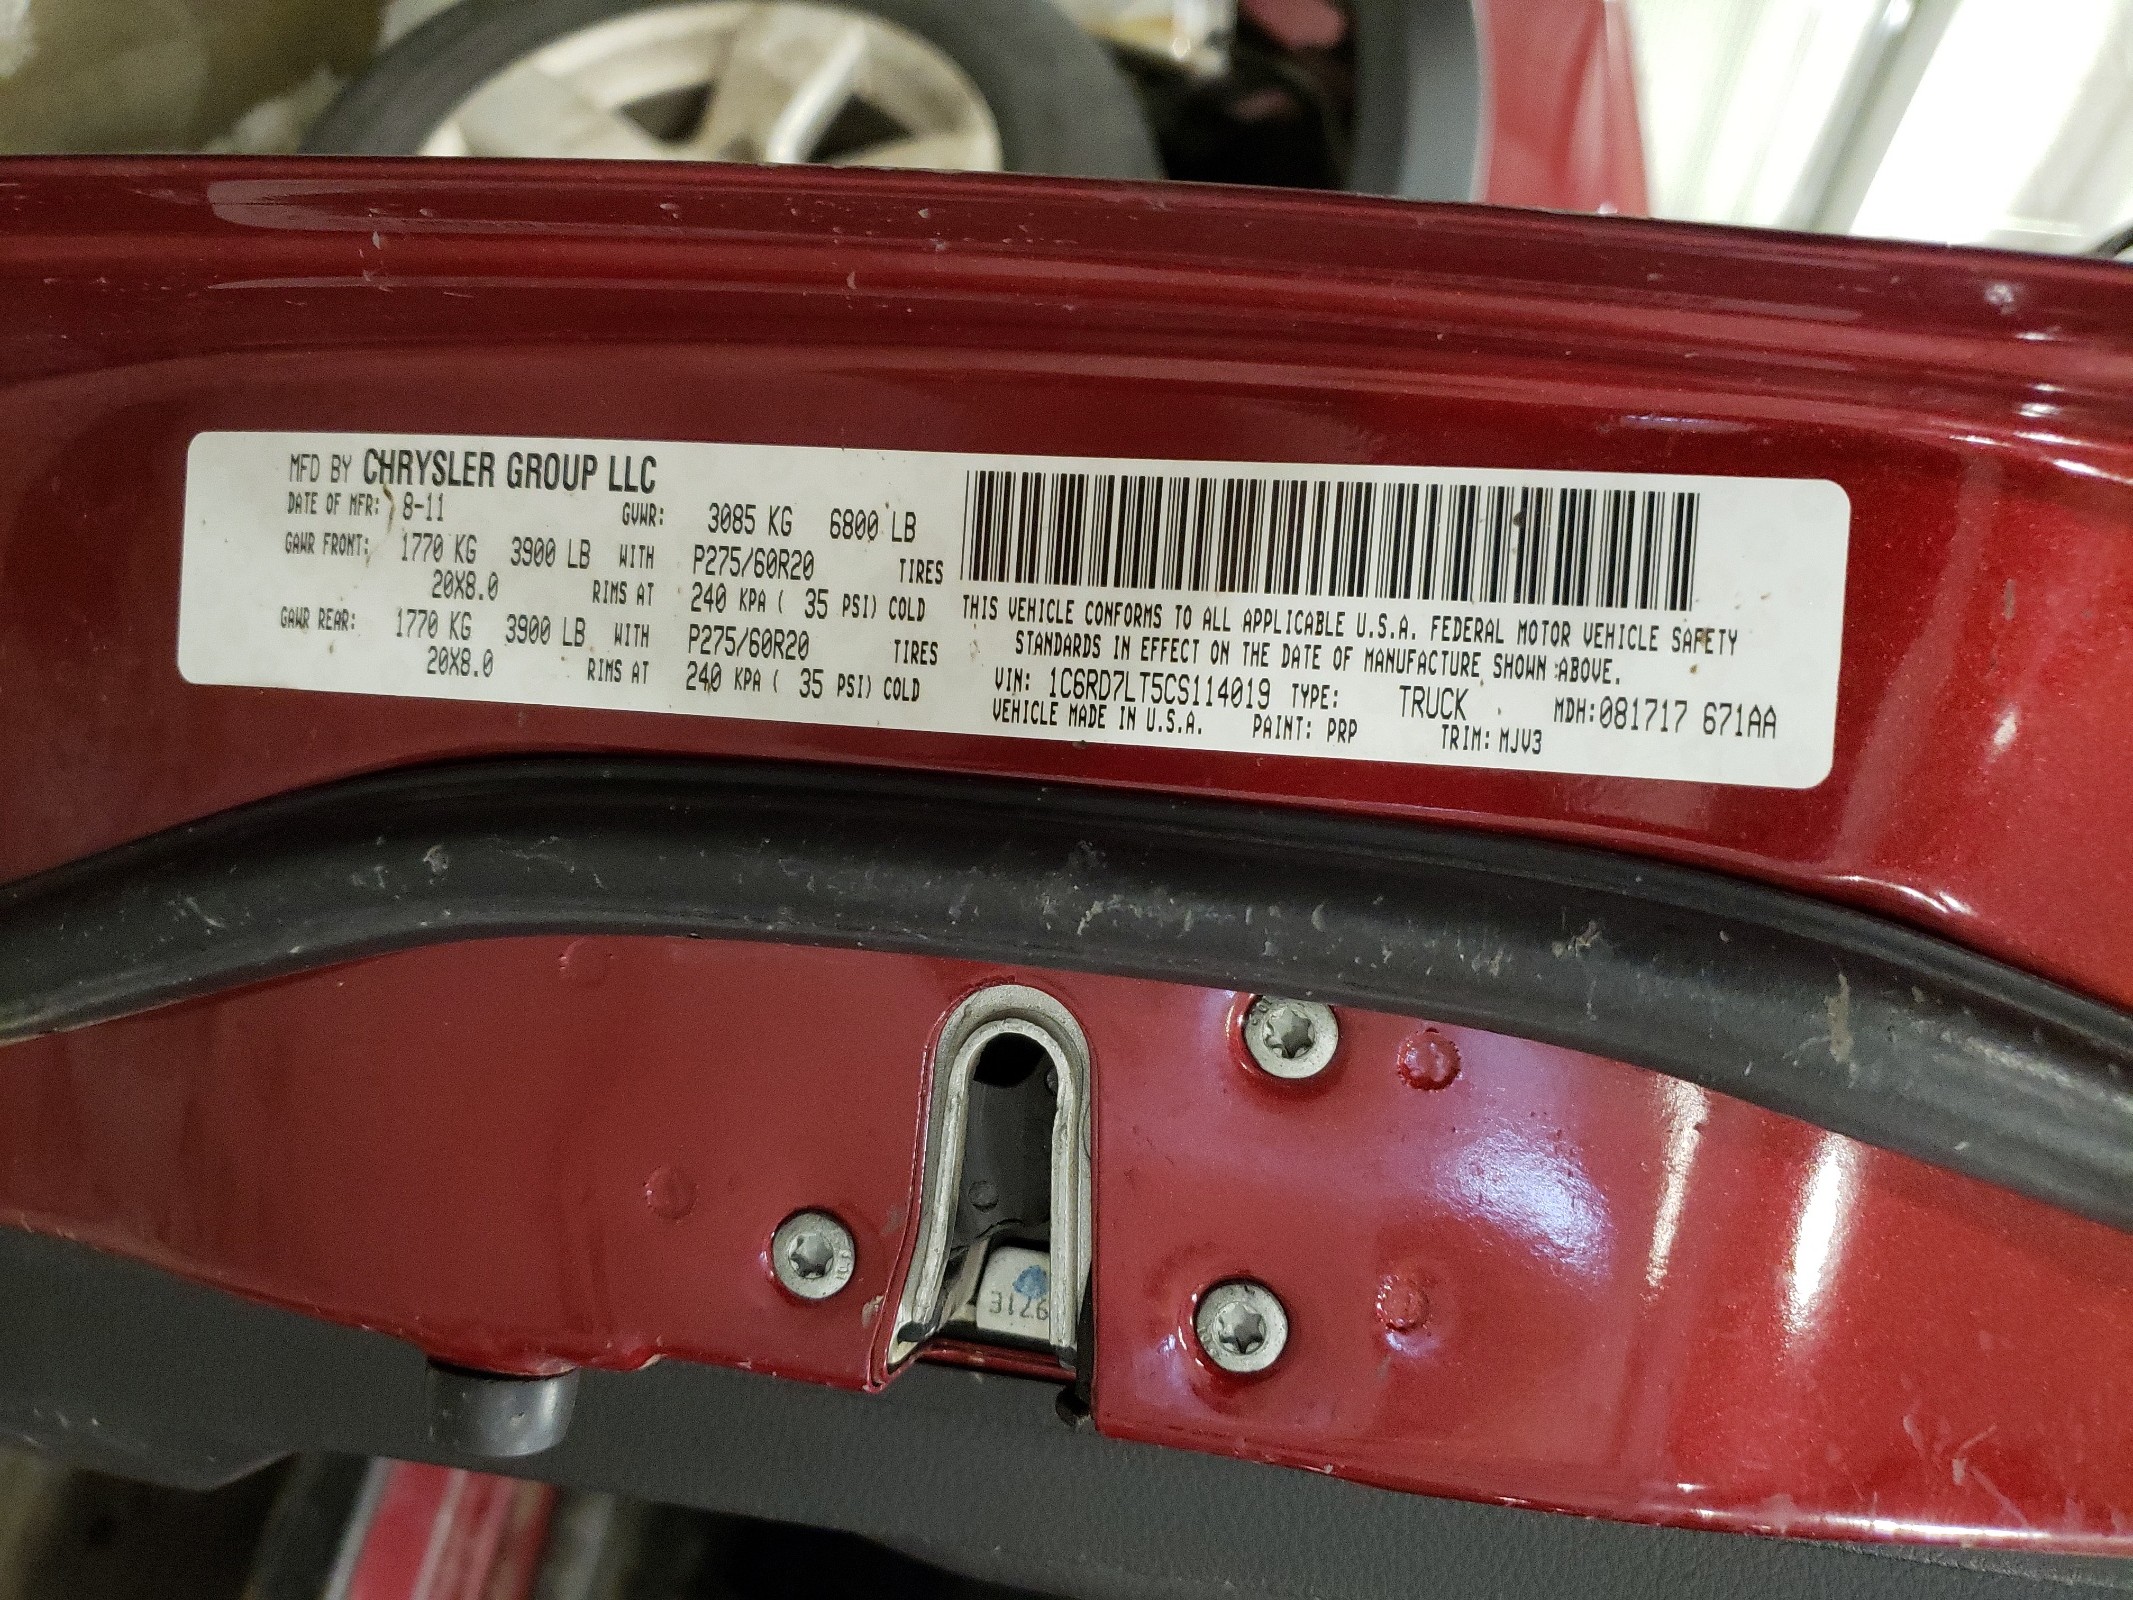 MFD BY CHRYSLER GROUP LLC
DATE OF MFR: 8-11 GVWR: 3085 KG 6800 LB
GAWR FRONT: 1770 KG 3900 LB WITH P275/60R20 TIRES
20X8.0 RIMS AT 240 KPA ( 35 PSI) COLD
GAWR REAR: 1770 KG 3900 LB WITH P275/60R20 TIRES
20X8.0 RIMS AT 240 KPA ( 35 PSI) COLD
THIS VEHICLE CONFORMS TO ALL APPLICABLE U.S.A. FEDERAL MOTOR VEHICLE SAFETY
STANDARDS IN EFFECT ON THE DATE OF MANUFACTURE SHOWN ABOVE.
VIN: 1C6RD7LT5CS114019 TYPE: TRUCK MDH:081717 671AA
VEHICLE MADE IN U.S.A. PAINT: PRP TRIM: MJV3